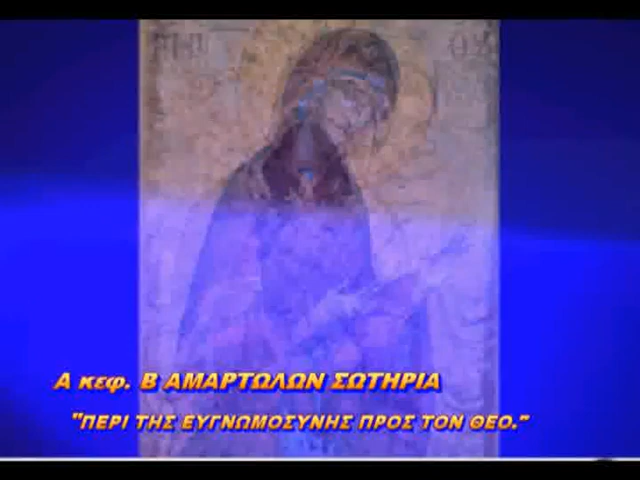 Α κεφ. Β ΑΜΑΡΤΩΛΩΝ ΣΩΤΗΡΙΑ
"ΠΕΡΙ ΤΗΣ ΕΥΓΝΩΜΟΣΥΝΗΣ ΠΡΟΣ ΤΟΝ ΘΕΟ."